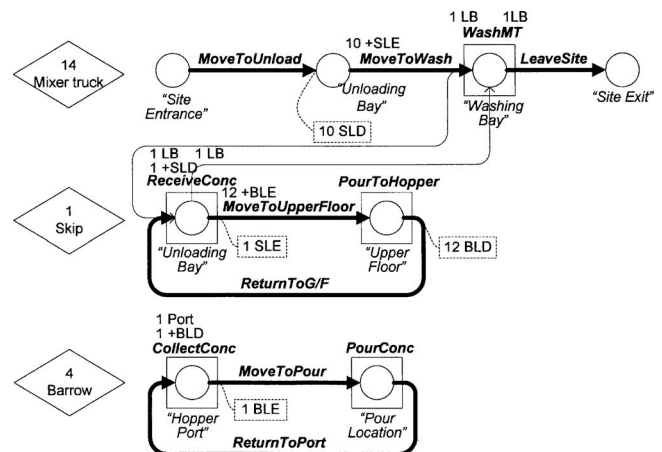 1 LB 1LB
10 +SLE WashMT
14
Mixer truck
MoveToUnload
MoveToWash
LeaveSite
"Site
Entrance"
"Unloading
Bay"
"Washing
Bay"
"Site Exit"
10 SLD
1 LB 1 LB
1 +SLD
ReceiveConc
12 +BLE
MoveToUpperFloor
PourToHopper
1
Skip
1 SLE
12 BLD
"Unloading
Bay"
"Upper
Floor"
ReturnToG/F
1 Port
1 +BLD
CollectConc
MoveToPour
PourConc
4
Barrow
1 BLE
"Hopper
Port"
"Pour
Location"
ReturnToPort